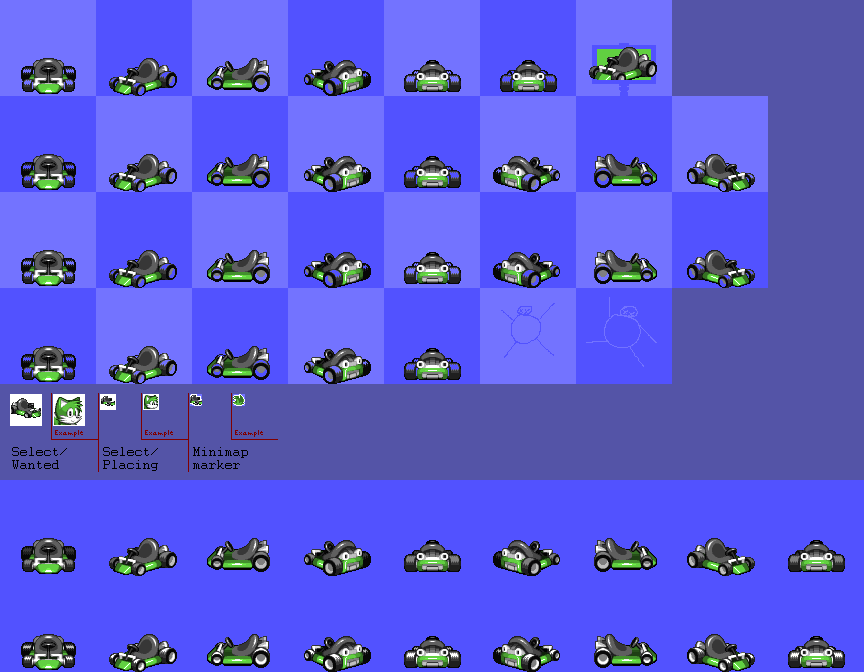 Example
Example
Example
Select/
Wanted
Select/
Placing
Minimap
marker